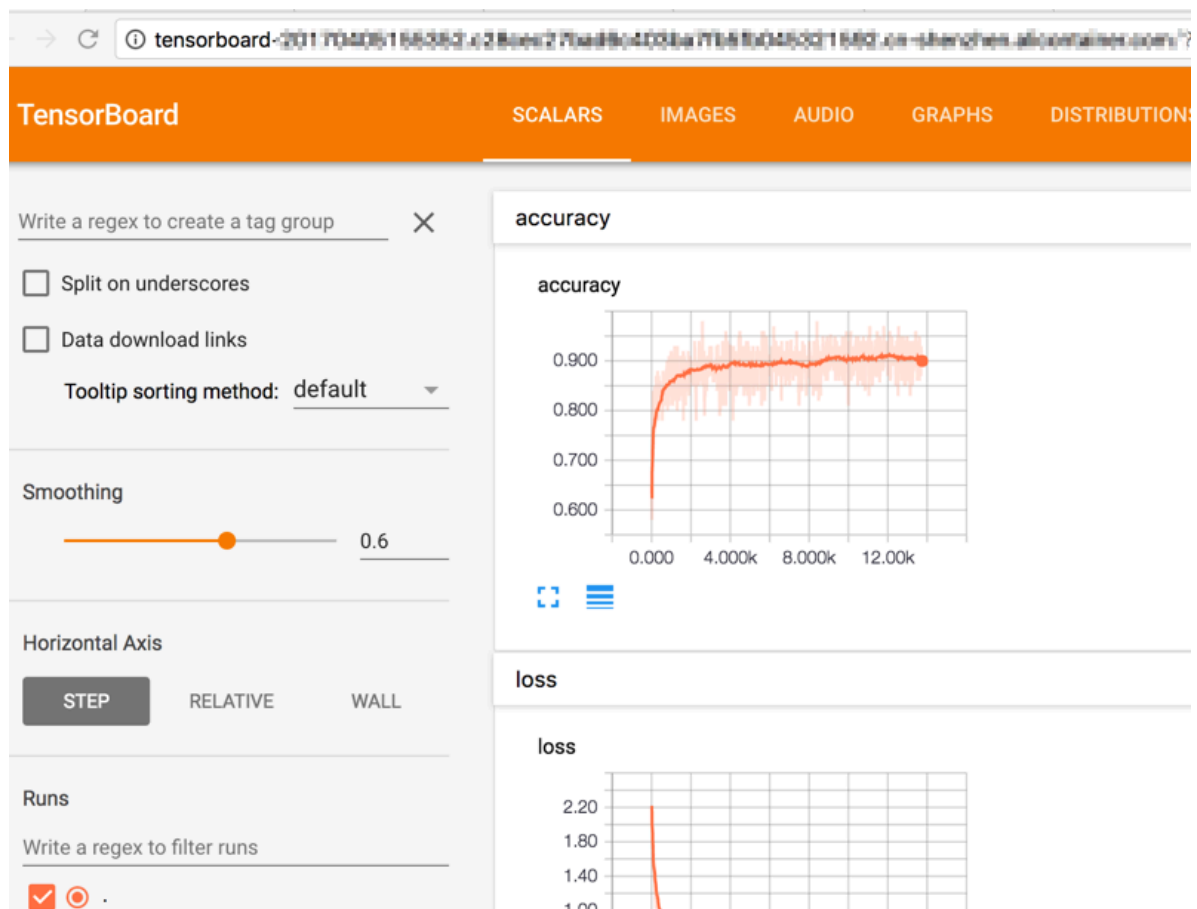 tensorboard-
TensorBoard SCALARS IMAGES AUDIO GRAPHS DISTRIBUTIONS
Write a regex to create a tag group
Split on underscores
Data download links
Tooltip sorting method: default
Smoothing
0.6
Horizontal Axis
STEP RELATIVE WALL
Runs
Write a regex to filter runs
.
accuracy
accuracy
0.900
0.800
0.700
0.600
0.000 4.000k 8.000k 12.00k
loss
loss
2.20
1.80
1.40
1.00